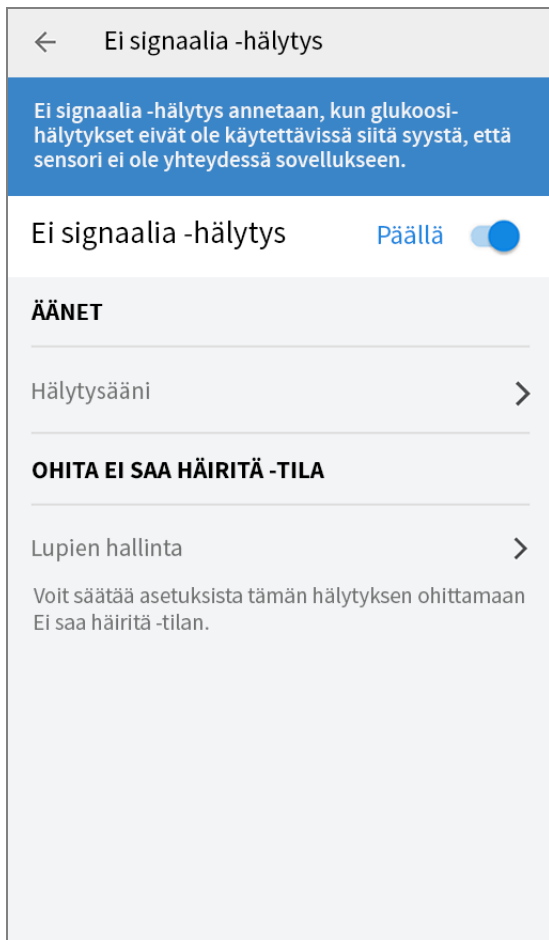 Ei signaalia -hälytys
Ei signaalia -hälytys annetaan, kun glukoosi-
hälytykset eivät ole käytettävissä siitä syystä, että
sensori ei ole yhteydessä sovellukseen.
Ei signaalia -hälytys Päällä
ÄÄNET
Hälytysääni
OHITA EI SAA HÄIRITÄ -TILA
Lupien hallinta
Voit säätää asetuksista tämän hälytyksen ohittamaan
Ei saa häiritä -tilan.